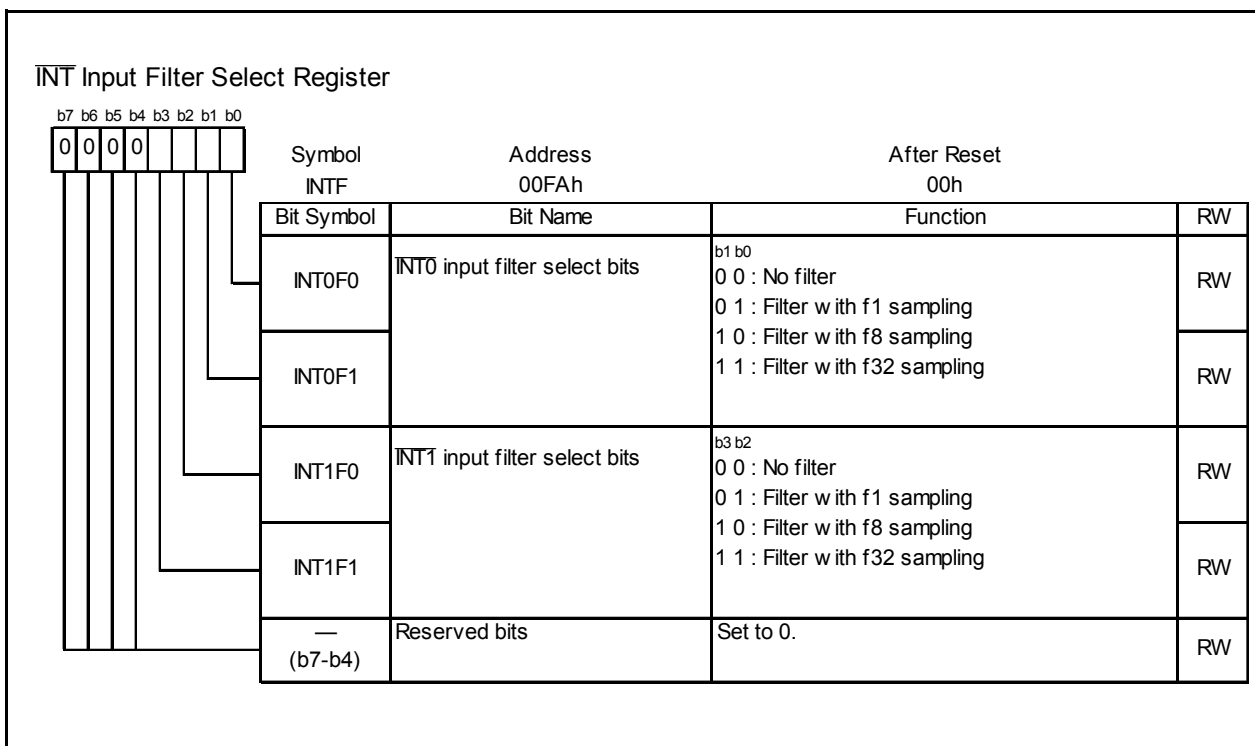 INT Input Filter Select Register
b7 b6 b5 b4 b3 b2 b1 b0
0 0 0 0
Symbol Address After Reset
INTF 00FAh 00h
Bit Symbol Bit Name Function RW
INT0F0 INT0 input filter select bits b1 b0
0 0 : No filter
0 1 : Filter with f1 sampling
1 0 : Filter with f8 sampling
1 1 : Filter with f32 sampling
RW
INT0F1 RW
INT1F0 INT1 input filter select bits b3 b2
0 0 : No filter
0 1 : Filter with f1 sampling
1 0 : Filter with f8 sampling
1 1 : Filter with f32 sampling
RW
INT1F1 RW
— (b7-b4) Reserved bits Set to 0. RW